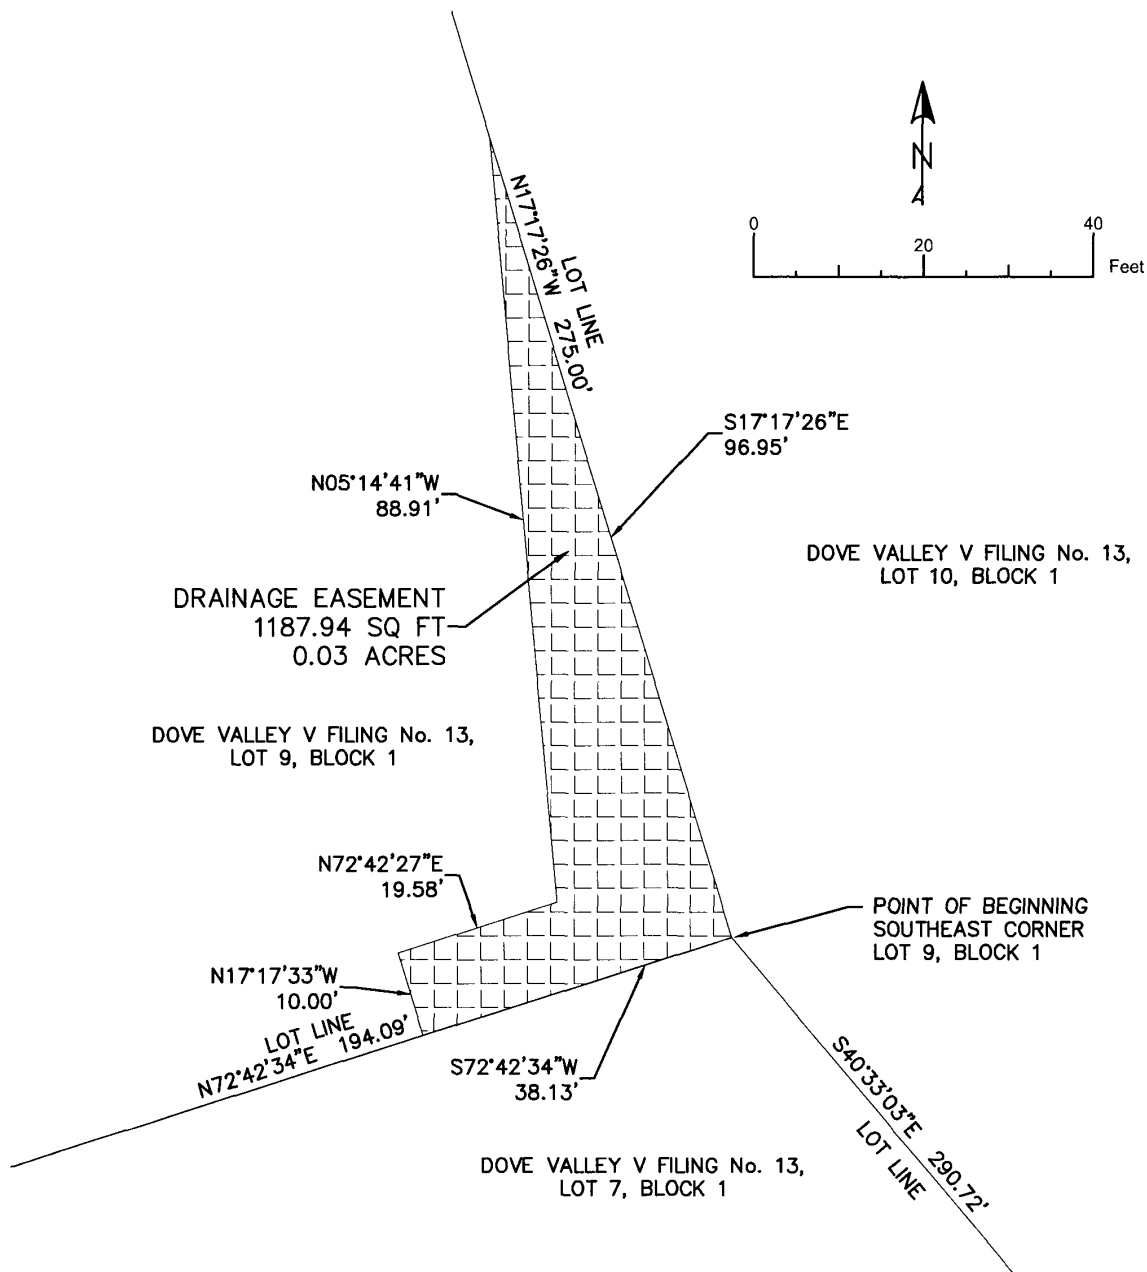 N
0
40
20
Feet
N17°17'26"W 275.00'
LOT LINE
S17°17'26"E
96.95'
N05°14'41"W
88.91'
DOVE VALLEY V FILING No. 13,
LOT 10, BLOCK 1
DRAINAGE EASEMENT
1187.94 SQ FT
0.03 ACRES
DOVE VALLEY V FILING No. 13,
LOT 9, BLOCK 1
N72°42'27"E
19.58'
POINT OF BEGINNING
SOUTHEAST CORNER
LOT 9, BLOCK 1
N17°17'33"W
10.00'
LOT LINE
N72°42'34"E 194.09'
S72°42'34"W
38.13'
S40°33'03"E 290.72'
LOT LINE
DOVE VALLEY V FILING No. 13,
LOT 7, BLOCK 1